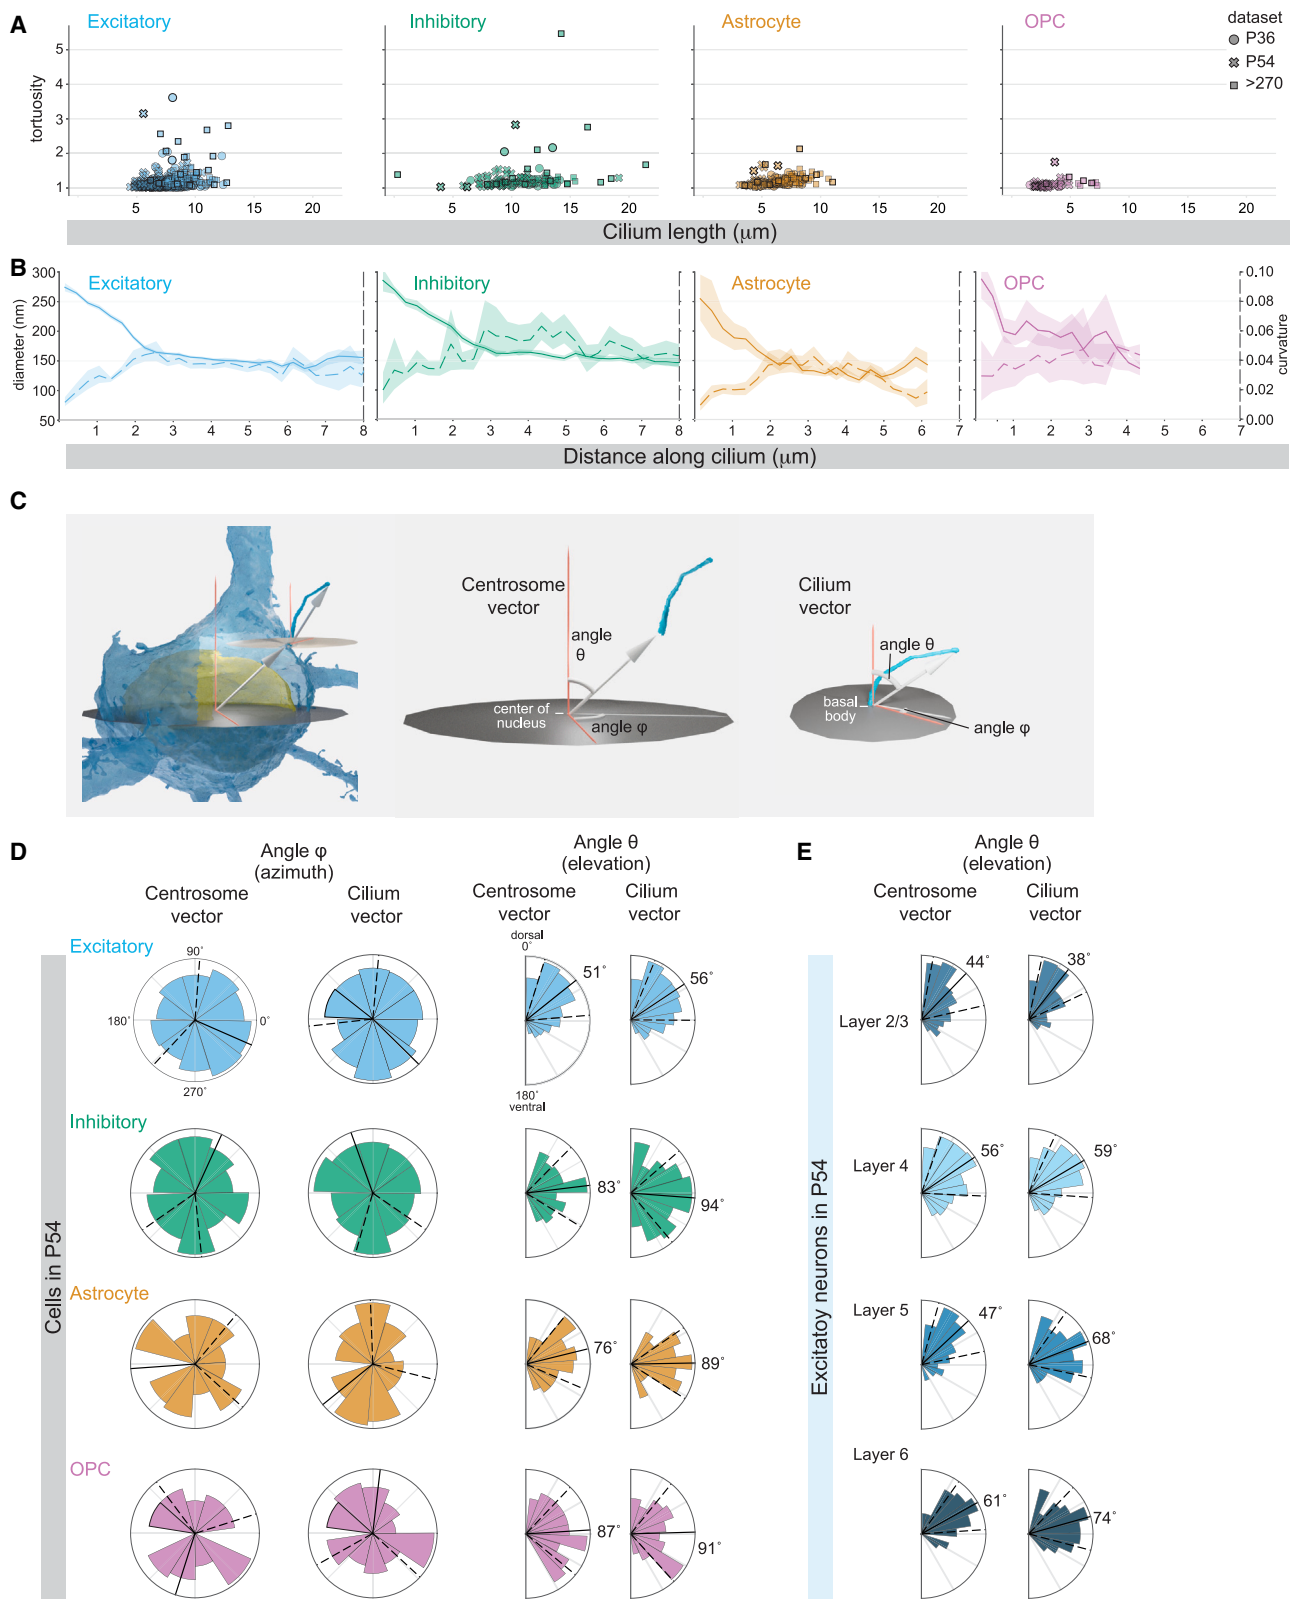 A
Excitatory
Inhibitory
Astrocyte
OPC
dataset
P36
P54
>270
tortuosity
5
4
3
2
1
5 10 15 20
5 10 15 20
5 10 15 20
5 10 15 20
Cilium length (μm)
B
Excitatory
Inhibitory
Astrocyte
OPC
diameter (nm)
300
250
200
150
100
50
0.10
0.08
0.06
0.04
0.02
0.00
curvature
1 2 3 4 5 6 7 8
1 2 3 4 5 6 7 8
1 2 3 4 5 6 7
1 2 3 4 5 6 7
Distance along cilium (μm)
C
Centrosome
vector
angle
θ
center of
nucleus
angle φ
Cilium
vector
angle θ
basal
body
angle φ
D
Angle φ
(azimuth)
Centrosome
vector
Cilium
vector
Angle θ
(elevation)
Centrosome
vector
Cilium
vector
Cells in P54
Excitatory
90°
180°
0°
270°
dorsal
0°
51°
56°
180°
ventral
Inhibitory
83°
94°
Astrocyte
76°
89°
OPC
87°
91°
E
Angle θ
(elevation)
Centrosome
vector
Cilium
vector
Excitatoy neurons in P54
Layer 2/3
44°
38°
Layer 4
56°
59°
Layer 5
47°
68°
Layer 6
61°
74°